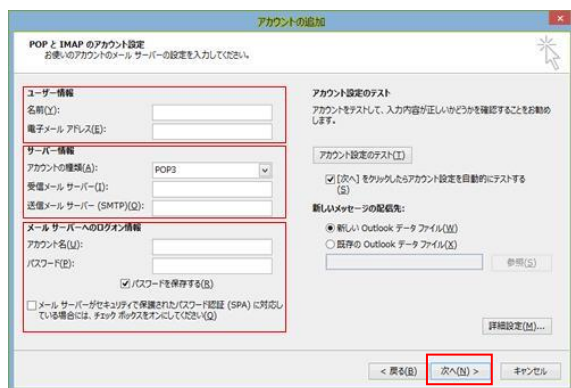 アカウントの追加
POP と IMAP のアカウント設定
お使いのアカウントのメール サーバーの設定を入力してください。
ユーザー情報
名前(Y):
電子メール アドレス(E):
サーバー情報
アカウントの種類(A):
POP3
受信メール サーバー(I):
送信メール サーバー (SMTP)(O):
メール サーバーへのログオン情報
アカウント名(U):
パスワード(P):
パスワードを保存する(R)
メール サーバーがセキュリティで保護されたパスワード認証 (SPA) に対応し
ている場合には、チェック ボックスをオンにしてください(Q)
アカウント設定のテスト
アカウントをテストして、入力内容が正しいかどうかを確認することをお勧め
します。
アカウント設定のテスト(T)
[次へ] をクリックしたらアカウント設定を自動的にテストする
(S)
新しいメッセージの配信先:
新しい Outlook データ ファイル(W)
既存の Outlook データ ファイル(X)
参照(S)
詳細設定(M)...
< 戻る(B)
次へ(N) >
キャンセル